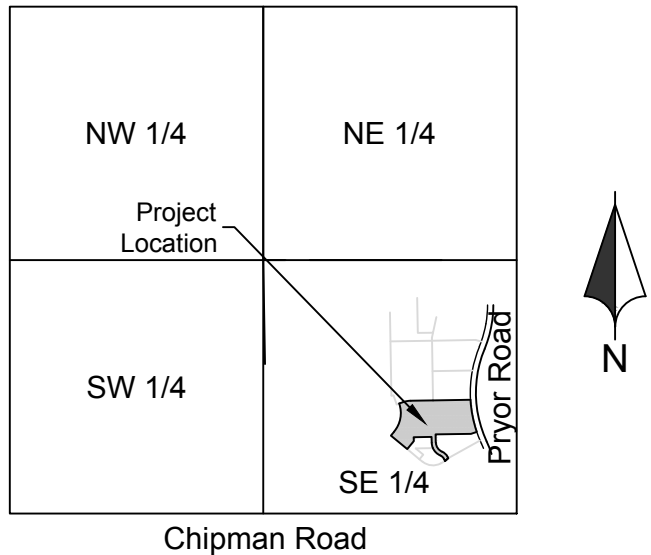 NW 1/4
NE 1/4
Project
Location
N
Pryor Road
SW 1/4
SE 1/4
Chipman Road